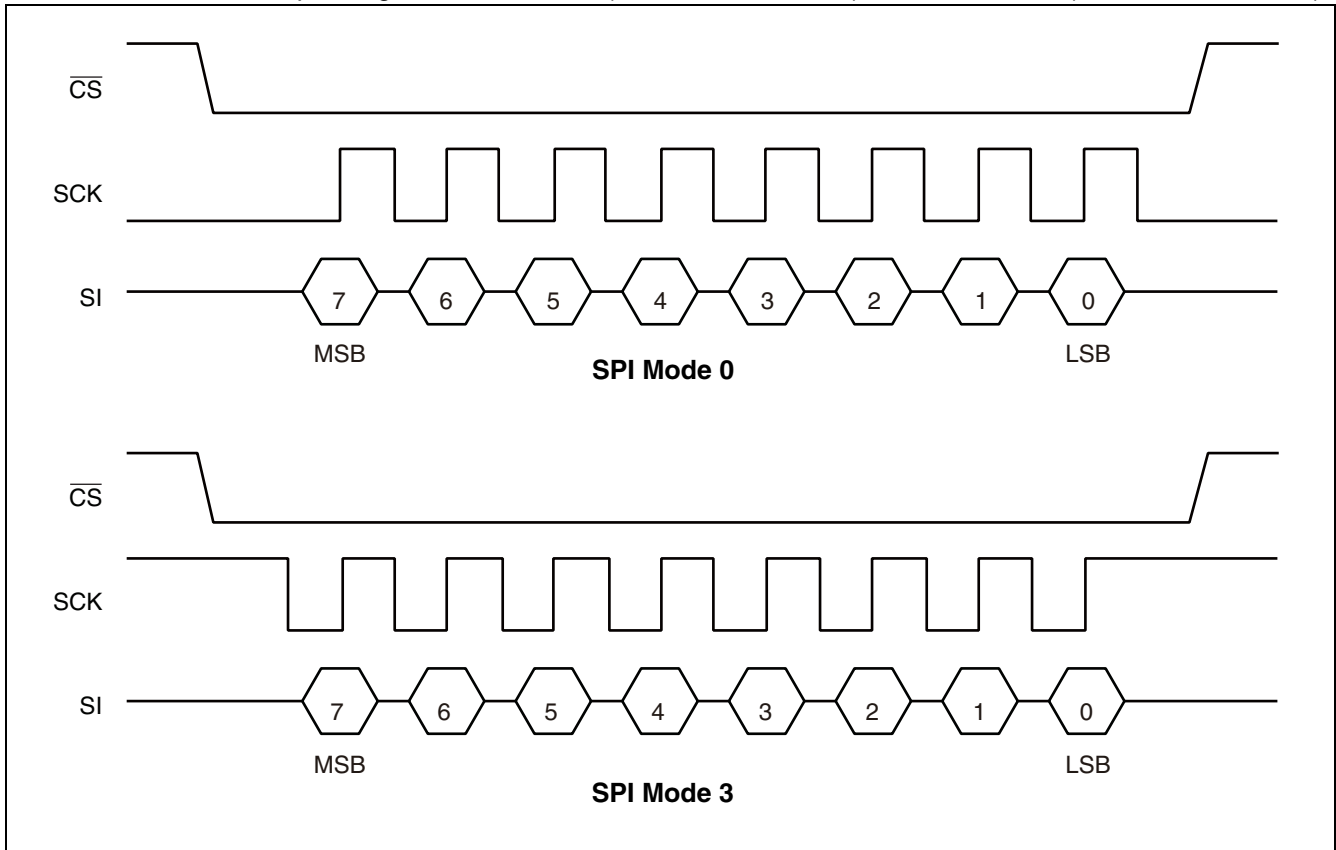 CS
SCK
SI
7 6 5 4 3 2 1 0
MSB LSB
SPI Mode 0
CS
SCK
SI
7 6 5 4 3 2 1 0
MSB LSB
SPI Mode 3